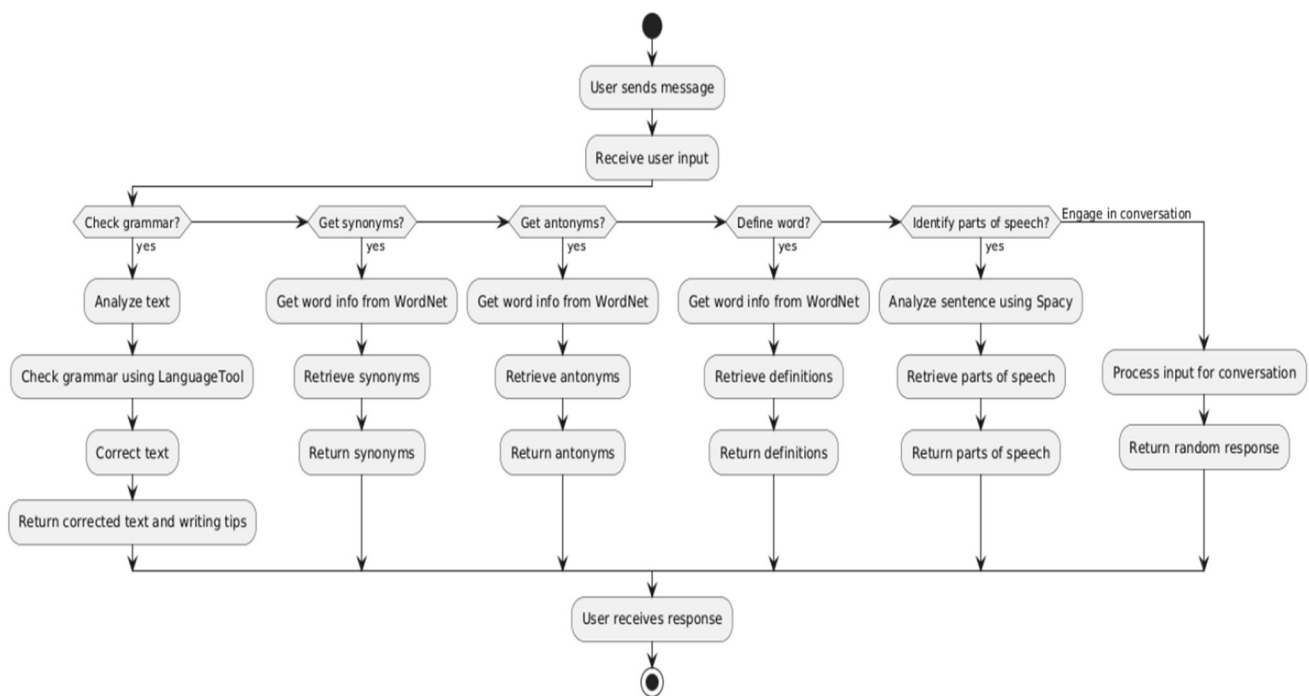 User sends message
Receive user input
Check grammar?
Get synonyms?
Get antonyms?
Define word?
Identify parts of speech?
Engage in conversation
yes
yes
yes
yes
yes
Analyze text
Get word info from WordNet
Get word info from WordNet
Get word info from WordNet
Analyze sentence using Spacy
Check grammar using LanguageTool
Retrieve synonyms
Retrieve antonyms
Retrieve definitions
Retrieve parts of speech
Process input for conversation
Correct text
Return synonyms
Return antonyms
Return definitions
Return parts of speech
Return random response
Return corrected text and writing tips
User receives response